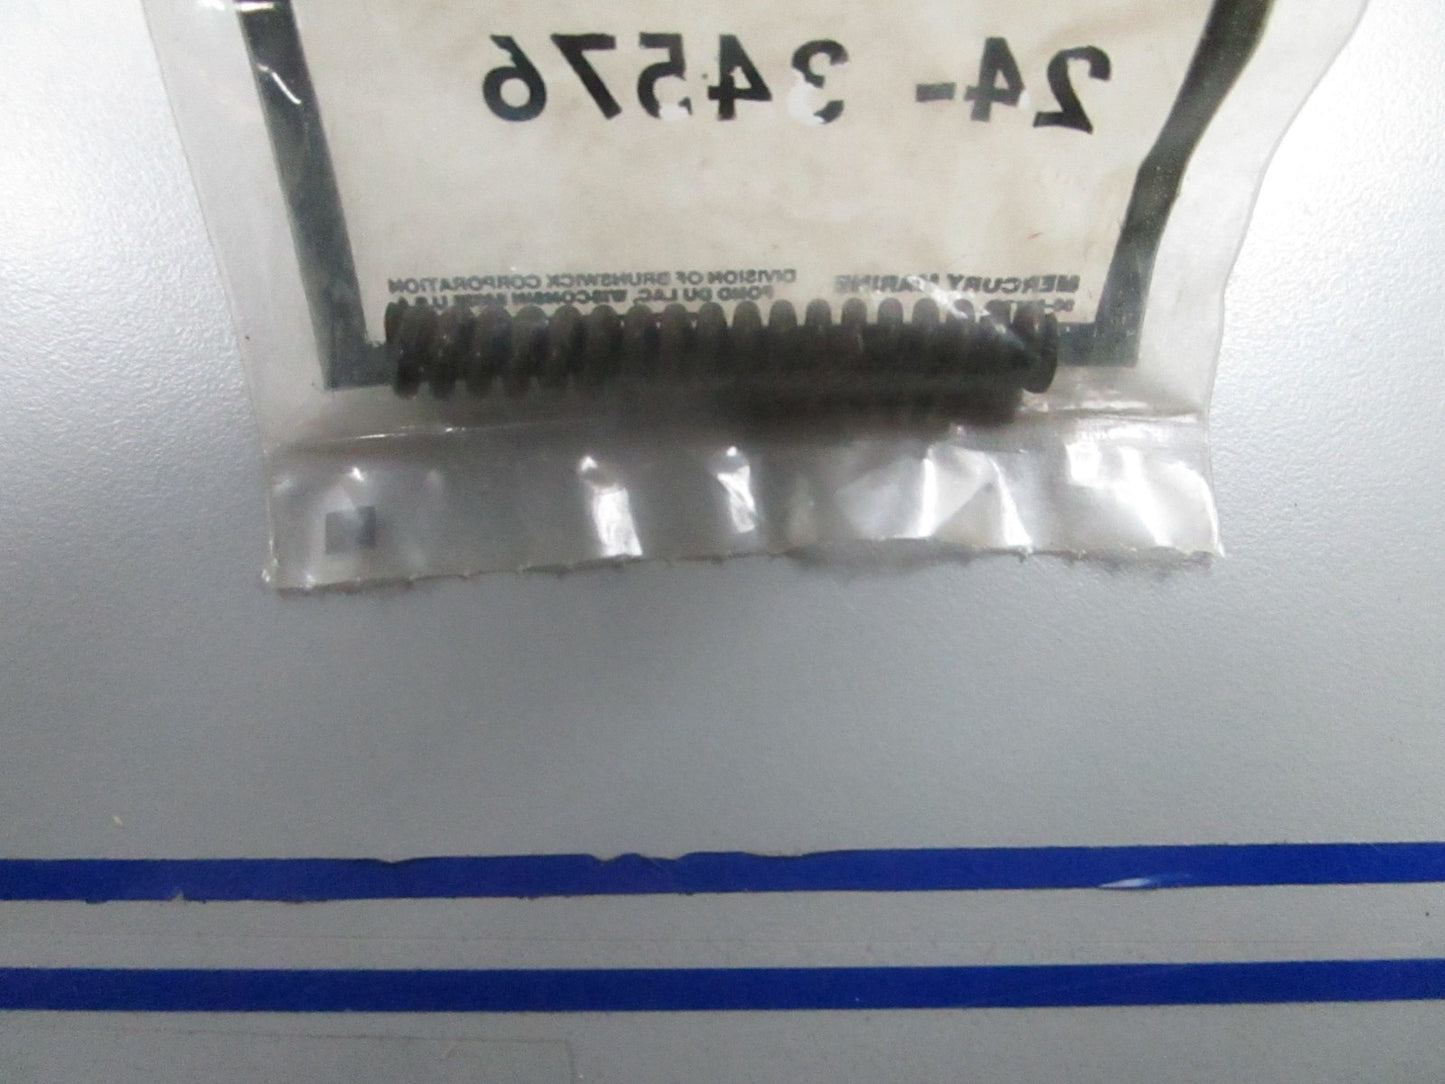 24- 34576
MERCURY MARINE DIVISION OF BRUNSWICK CORPORATION
FOND DU LAC, WISCONSIN U.S.A.